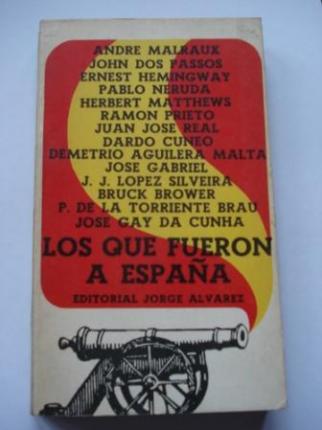 ANDRE MALRAUX
JOHN DOS PASSOS
ERNEST HEMINGWAY
PABLO NERUDA
HERBERT MATTHEWS
RAMON PRIETO
JUAN JOSE REAL
DARDO CUNEO
DEMETRIO AGUILERA MALTA
JOSE GABRIEL
J. J. LOPEZ SILVEIRA
BRUCK BROWER
P. DE LA TORRIENTE BRAU
JOSE GAY DA CUNHA
LOS QUE FUERON
A ESPAÑA
EDITORIAL JORGE ALVAREZ